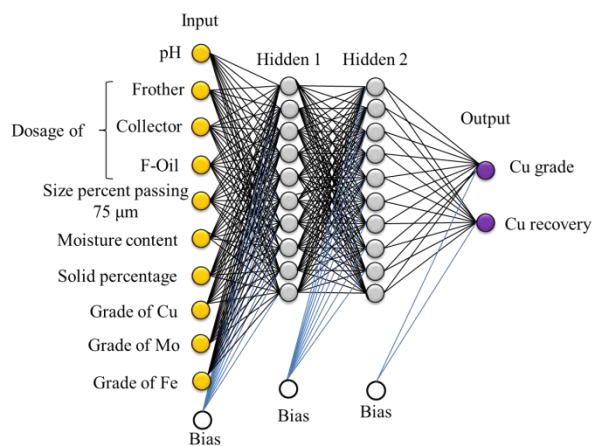 Input
pH
Frother
Dosage of
Collector
F-Oil
Size percent passing
75 μm
Moisture content
Solid percentage
Grade of Cu
Grade of Mo
Grade of Fe
Bias
Hidden 1
Bias
Hidden 2
Bias
Output
Cu grade
Cu recovery